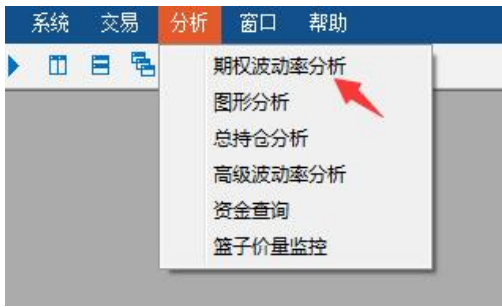 系统 交易 分析 窗口 帮助
期权波动率分析
图形分析
总持仓分析
高级波动率分析
资金查询
篮子价量监控